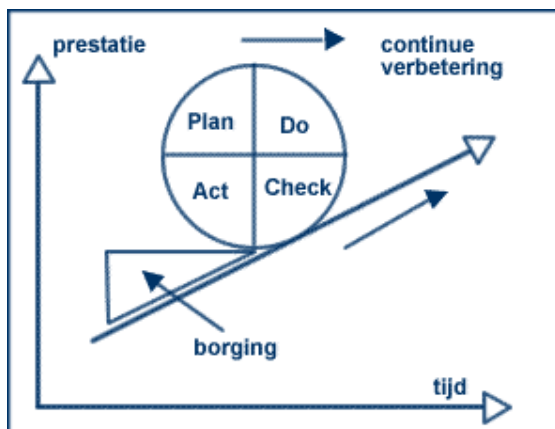 prestatie
continue
verbetering
Plan
Do
Act
Check
borging
tijd